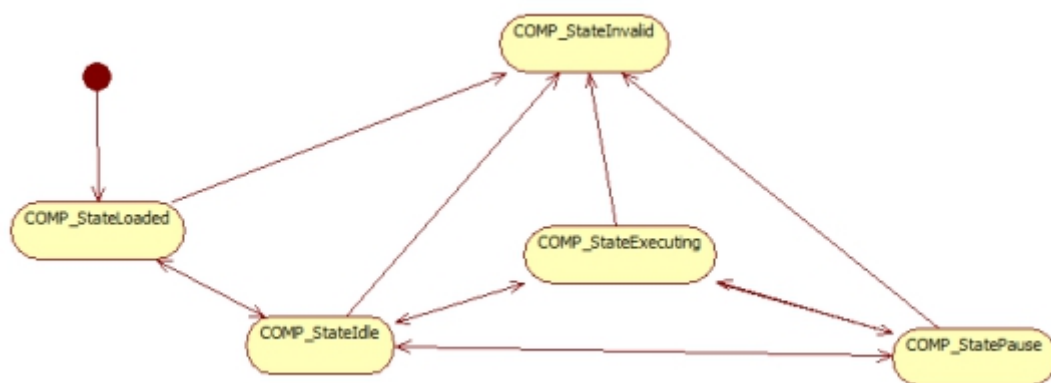 COMP_StateInvalid
COMP_StateLoaded
COMP_StateExecuting
COMP_StateIdle
COMP_StatePause